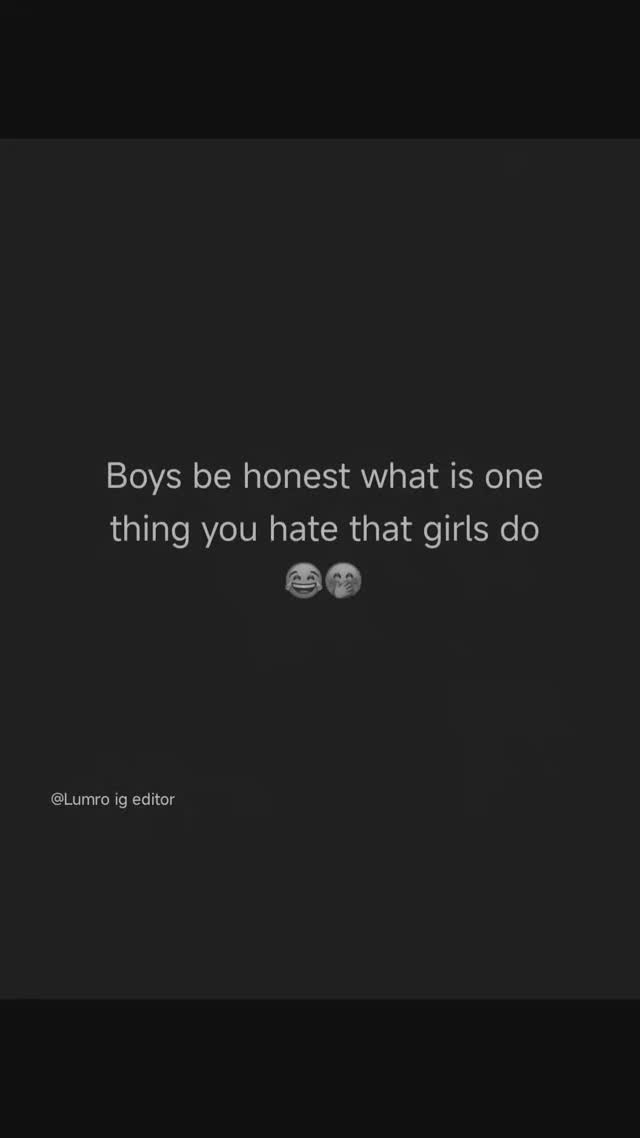 Boys be honest what is one
thing you hate that girls do
😂🤭
@Lumro ig editor